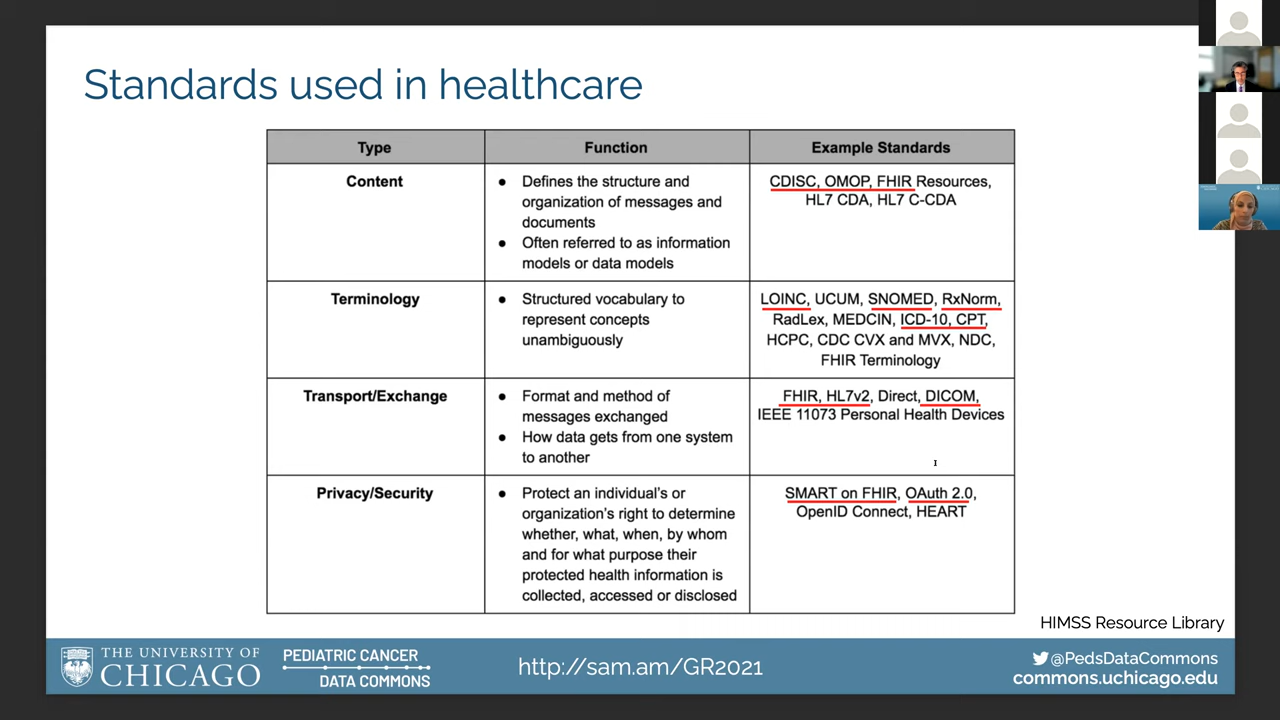 Standards used in healthcare
Type
Function
Example Standards
Content
● Defines the structure and
organization of messages and
documents
● Often referred to as information
models or data models
CDISC, OMOP, FHIR Resources,
HL7 CDA, HL7 C-CDA
Terminology
● Structured vocabulary to
represent concepts
unambiguously
LOINC, UCUM, SNOMED, RxNorm,
RadLex, MEDCIN, ICD-10, CPT,
HCPC, CDC CVX and MVX, NDC,
FHIR Terminology
Transport/Exchange
● Format and method of
messages exchanged
● How data gets from one system
to another
FHIR, HL7v2, Direct, DICOM,
IEEE 11073 Personal Health Devices
Privacy/Security
● Protect an individual's or
organization's right to determine
whether, what, when, by whom
and for what purpose their
protected health information is
collected, accessed or disclosed
SMART on FHIR, OAuth 2.0,
OpenID Connect, HEART
HIMSS Resource Library
THE UNIVERSITY OF
CHICAGO
PEDIATRIC CANCER
DATA COMMONS
http://sam.am/GR2021
@PedsDataCommons
commons.uchicago.edu